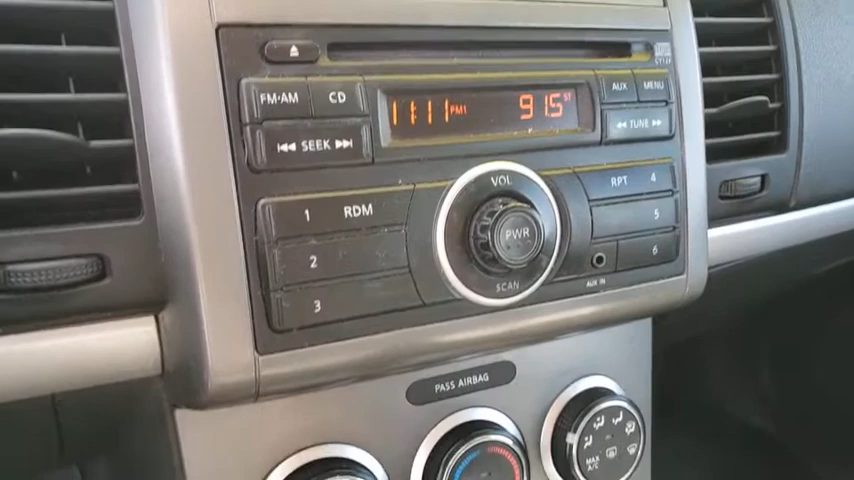 FM·AM
CD
11:11 FM1 91.5 ST
AUX
MENU
SEEK
TUNE
1
RDM
VOL
RPT
4
2
PWR
5
3
SCAN
AUX IN
6
PASS AIRBAG
MAX
A/C